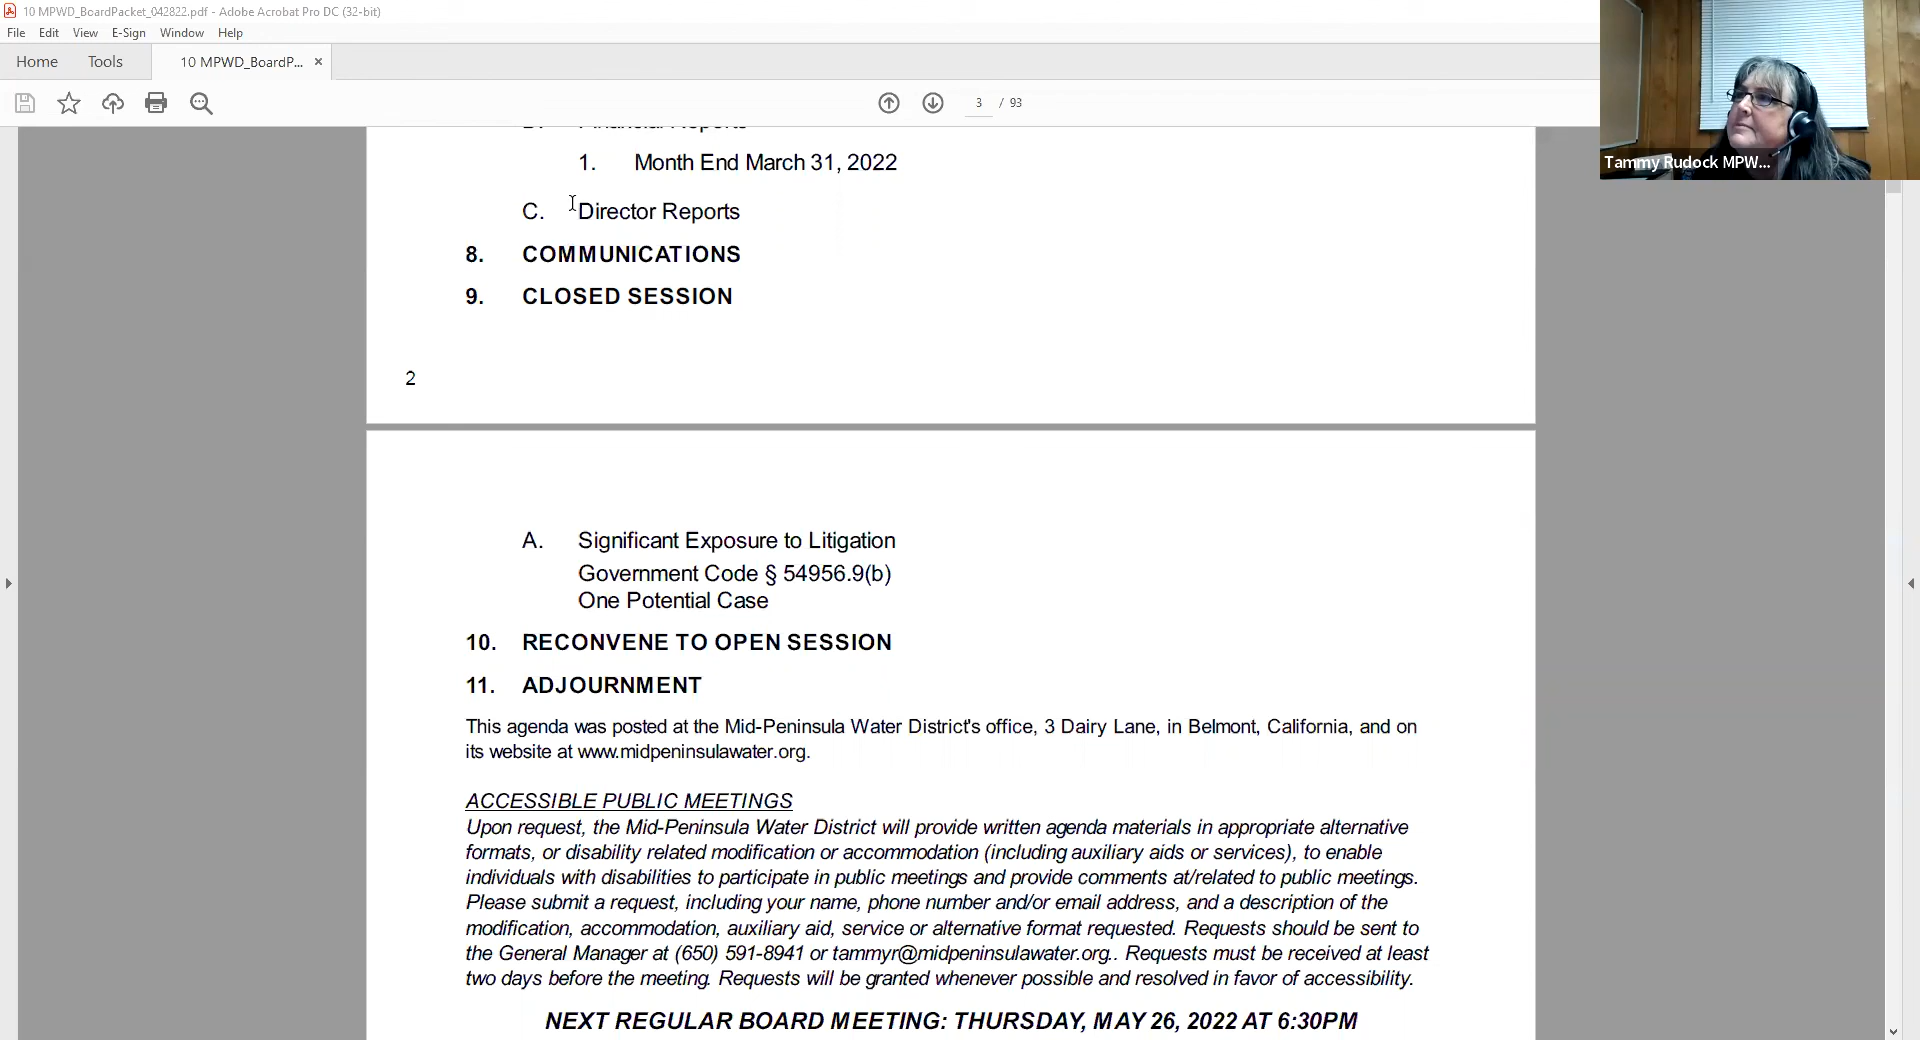 10 MPWD_BoardPacket_042822.pdf - Adobe Acrobat Pro DC (32-bit)
File Edit View E-Sign Window Help
Home Tools 10 MPWD_BoardP... ×
3 / 93
B. Financial Reports
1. Month End March 31, 2022
C. Director Reports
8. COMMUNICATIONS
9. CLOSED SESSION
2
A. Significant Exposure to Litigation
Government Code § 54956.9(b)
One Potential Case
10. RECONVENE TO OPEN SESSION
11. ADJOURNMENT
This agenda was posted at the Mid-Peninsula Water District's office, 3 Dairy Lane, in Belmont, California, and on
its website at www.midpeninsulawater.org.
ACCESSIBLE PUBLIC MEETINGS
Upon request, the Mid-Peninsula Water District will provide written agenda materials in appropriate alternative
formats, or disability related modification or accommodation (including auxiliary aids or services), to enable
individuals with disabilities to participate in public meetings and provide comments at/related to public meetings.
Please submit a request, including your name, phone number and/or email address, and a description of the
modification, accommodation, auxiliary aid, service or alternative format requested. Requests should be sent to
the General Manager at (650) 591-8941 or tammyr@midpeninsulawater.org.. Requests must be received at least
two days before the meeting. Requests will be granted whenever possible and resolved in favor of accessibility.
NEXT REGULAR BOARD MEETING: THURSDAY, MAY 26, 2022 AT 6:30PM
Tammy Rudock MPW...